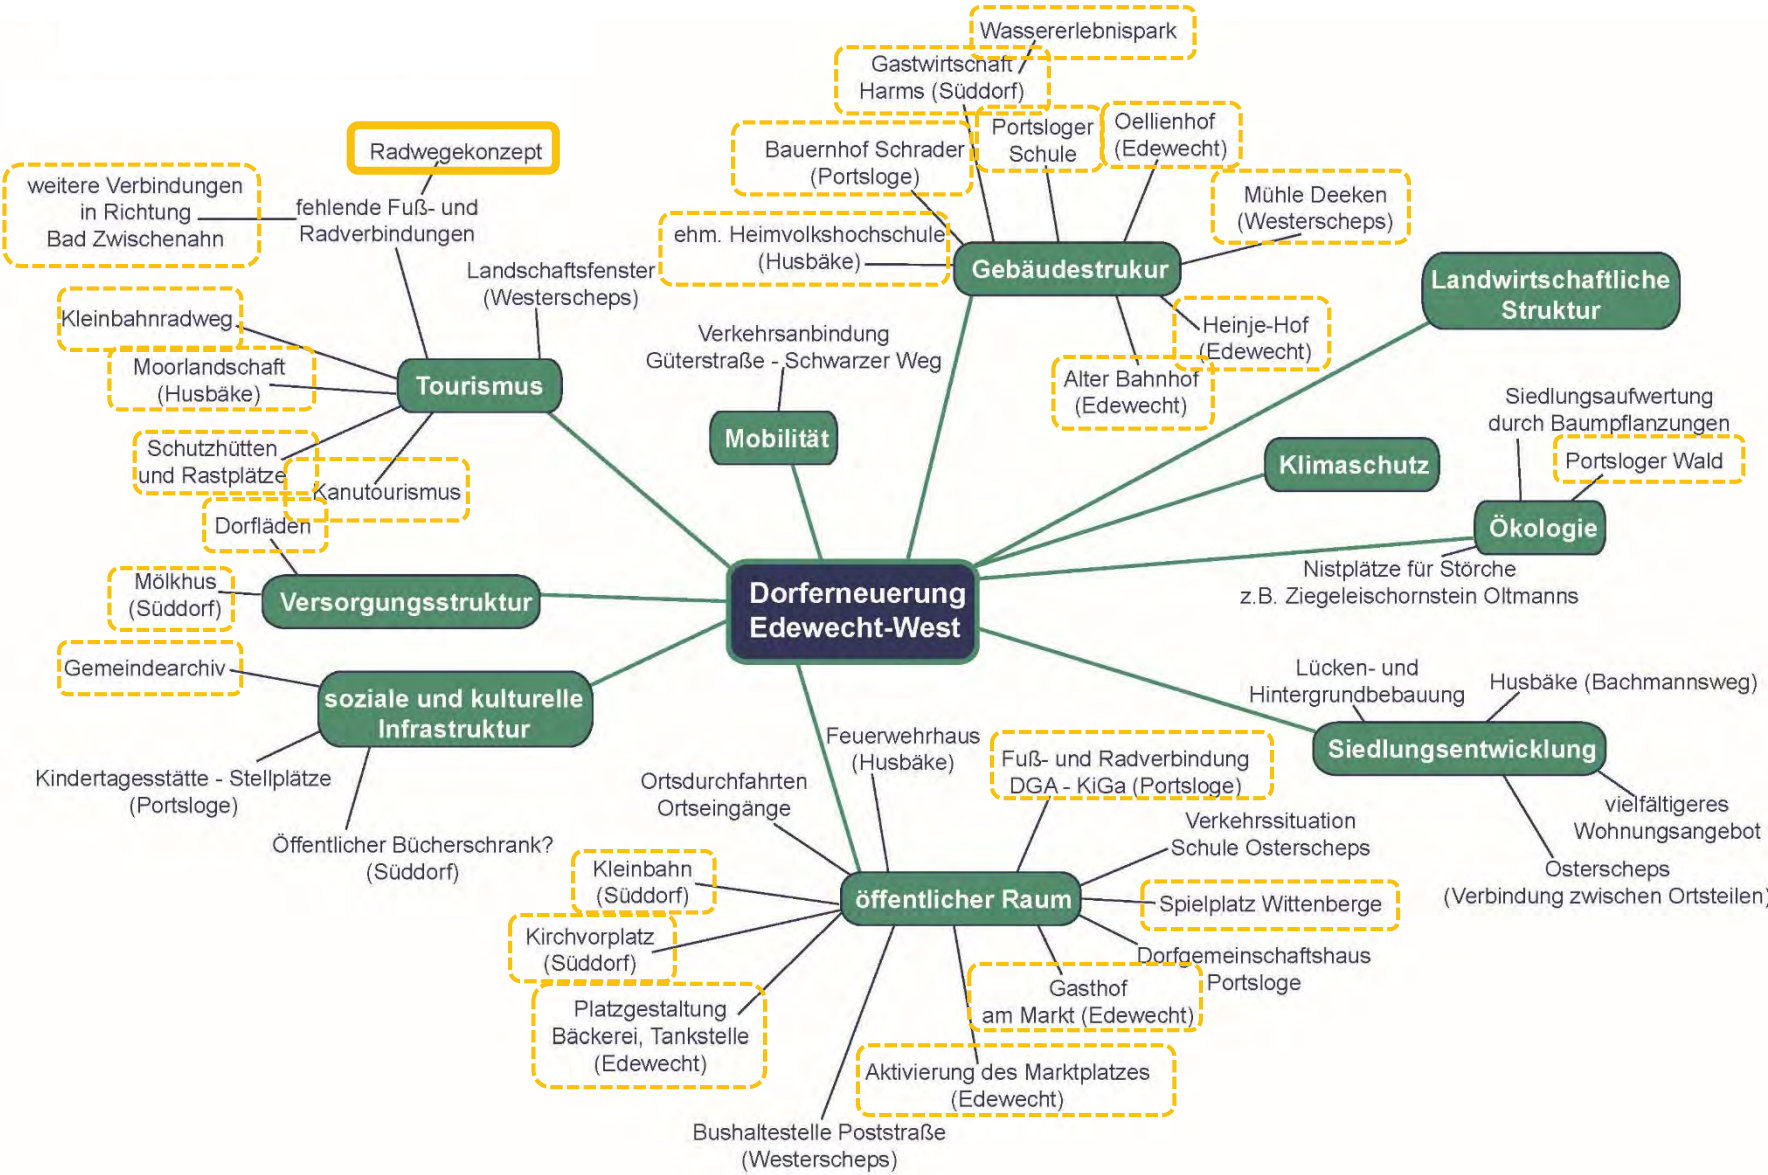 Wassererlebnispark
Gastwirtschaft
Harms (Süddorf)
Portsloger
Schule
Oellienhof
(Edewecht)
Bauernhof Schrader
(Portsloge)
Mühle Deeken
(Westerscheps)
ehm. Heimvolkshochschule
(Husbäke)
Gebäudestrukur
Heinje-Hof
(Edewecht)
Alter Bahnhof
(Edewecht)
Radwegekonzept
weitere Verbindungen
in Richtung
Bad Zwischenahn
fehlende Fuß- und
Radverbindungen
Landschaftsfenster
(Westerscheps)
Kleinbahnradweg
Moorlandschaft
(Husbäke)
Tourismus
Schutzhütten
und Rastplätze
Kanutourismus
Verkehrsanbindung
Güterstraße - Schwarzer Weg
Mobilität
Landwirtschaftliche
Struktur
Klimaschutz
Siedlungsaufwertung
durch Baumpflanzungen
Portsloger Wald
Ökologie
Nistplätze für Störche
z.B. Ziegeleischornstein Oltmanns
Dorfläden
Mölkhus
(Süddorf)
Versorgungsstruktur
Dorferneuerung
Edewecht-West
Gemeindearchiv
soziale und kulturelle
Infrastruktur
Kindertagesstätte - Stellplätze
(Portsloge)
Öffentlicher Bücherschrank?
(Süddorf)
Lücken- und
Hintergrundbebauung
Husbäke (Bachmannsweg)
Siedlungsentwicklung
vielfältigeres
Wohnungsangebot
Osterscheps
(Verbindung zwischen Ortsteilen)
Feuerwehrhaus
(Husbäke)
Ortsdurchfahrten
Ortseingänge
Fuß- und Radverbindung
DGA - KiGa (Portsloge)
Verkehrssituation
Schule Osterscheps
Kleinbahn
(Süddorf)
öffentlicher Raum
Spielplatz Wittenberge
Kirchvorplatz
(Süddorf)
Dorfgemeinschaftshaus
Portsloge
Gasthof
am Markt (Edewecht)
Platzgestaltung
Bäckerei, Tankstelle
(Edewecht)
Aktivierung des Marktplatzes
(Edewecht)
Bushaltestelle Poststraße
(Westerscheps)